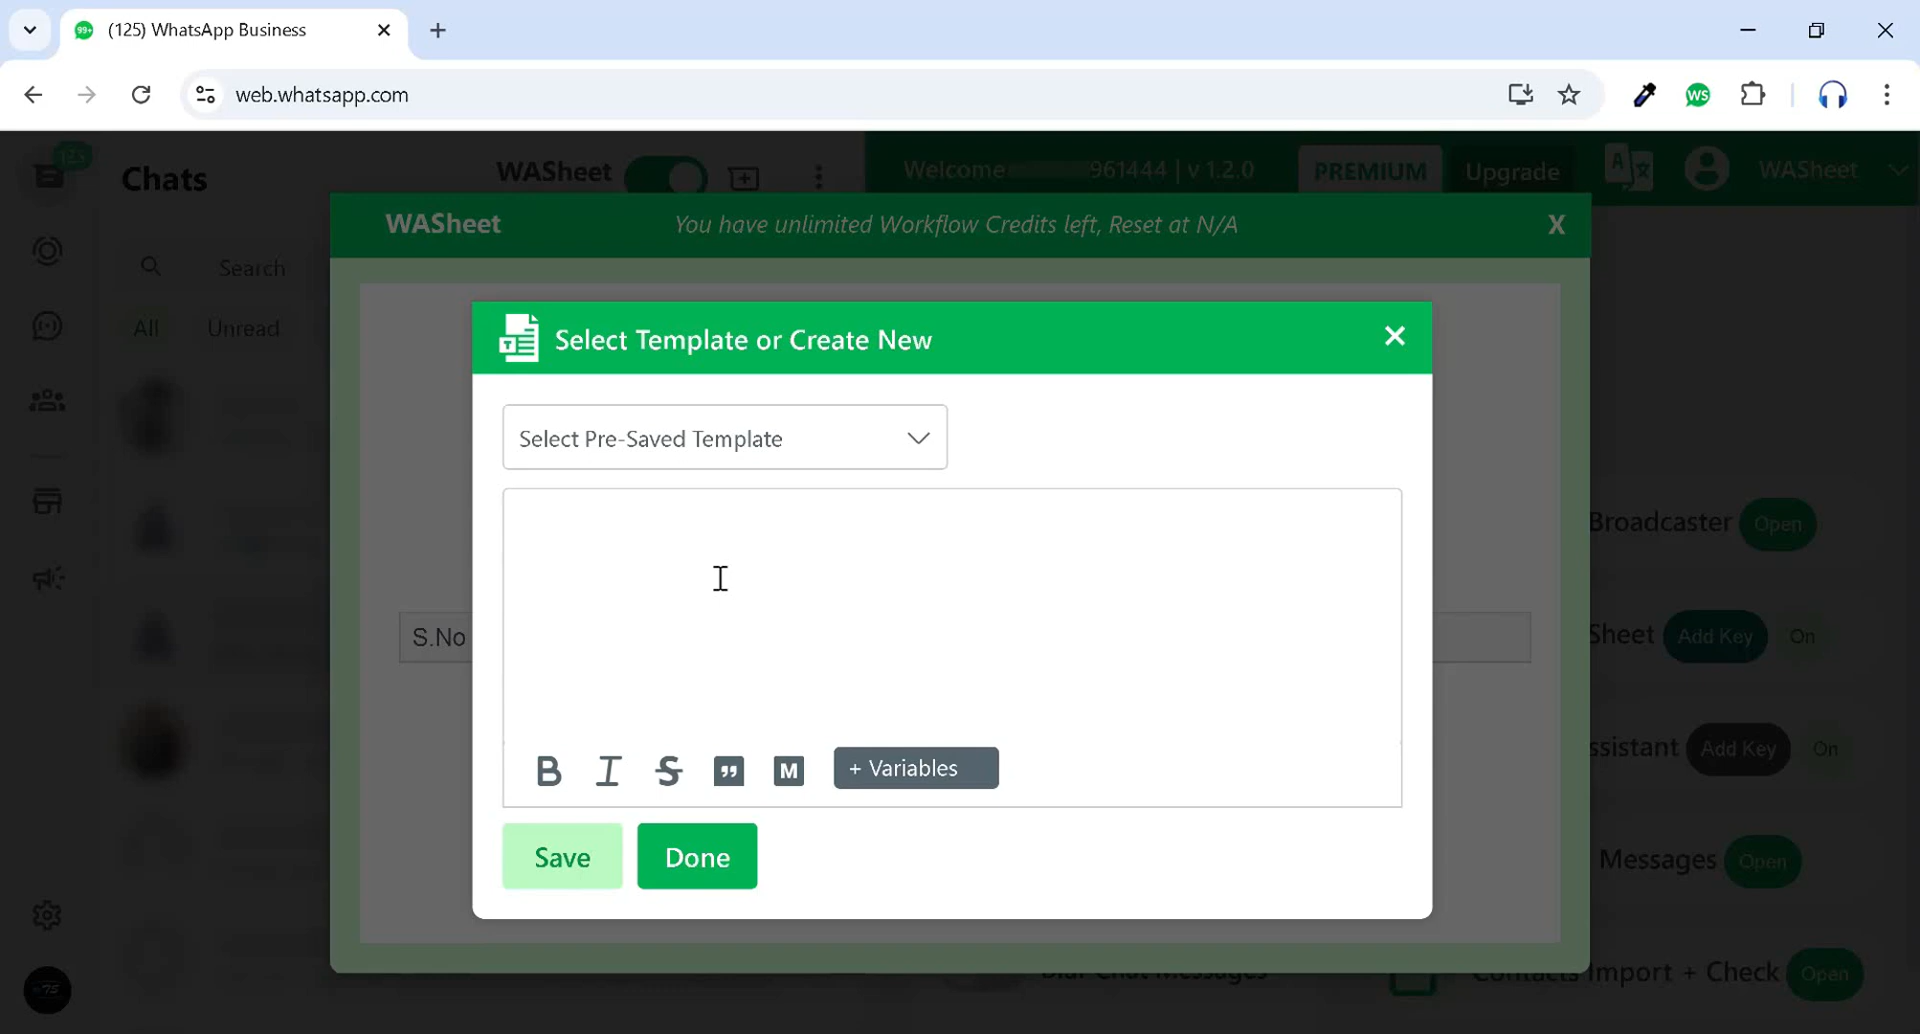 99+ (125) WhatsApp Business
web.whatsapp.com
WS
Chats
WASheet
Welcome 961444 | v 1.2.0
PREMIUM
Upgrade
WASheet
WASheet
You have unlimited Workflow Credits left, Reset at N/A
X
Search
All
Unread
Select Template or Create New
Select Pre-Saved Template
Broadcaster
Open
S.No
Sheet
Add Key
On
ssistant
Add Key
On
B I S M + Variables
Save
Done
Messages
Open
Import + Check
Open